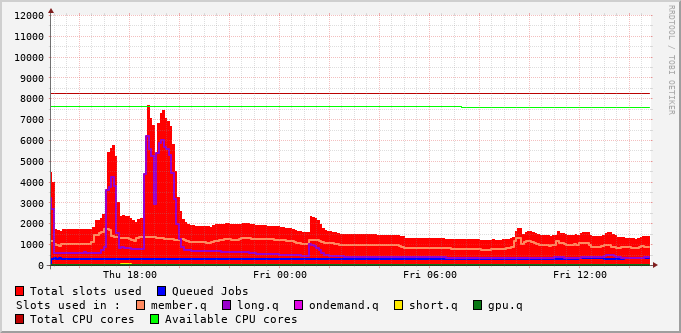 12000
11000
10000
9000
8000
7000
6000
5000
4000
3000
2000
1000
0
Thu 18:00 Fri 00:00 Fri 06:00 Fri 12:00
RRDTOOL / TOBI OETIKER
Total slots used Queued Jobs
Slots used in : member.q long.q ondemand.q short.q gpu.q
Total CPU cores Available CPU cores